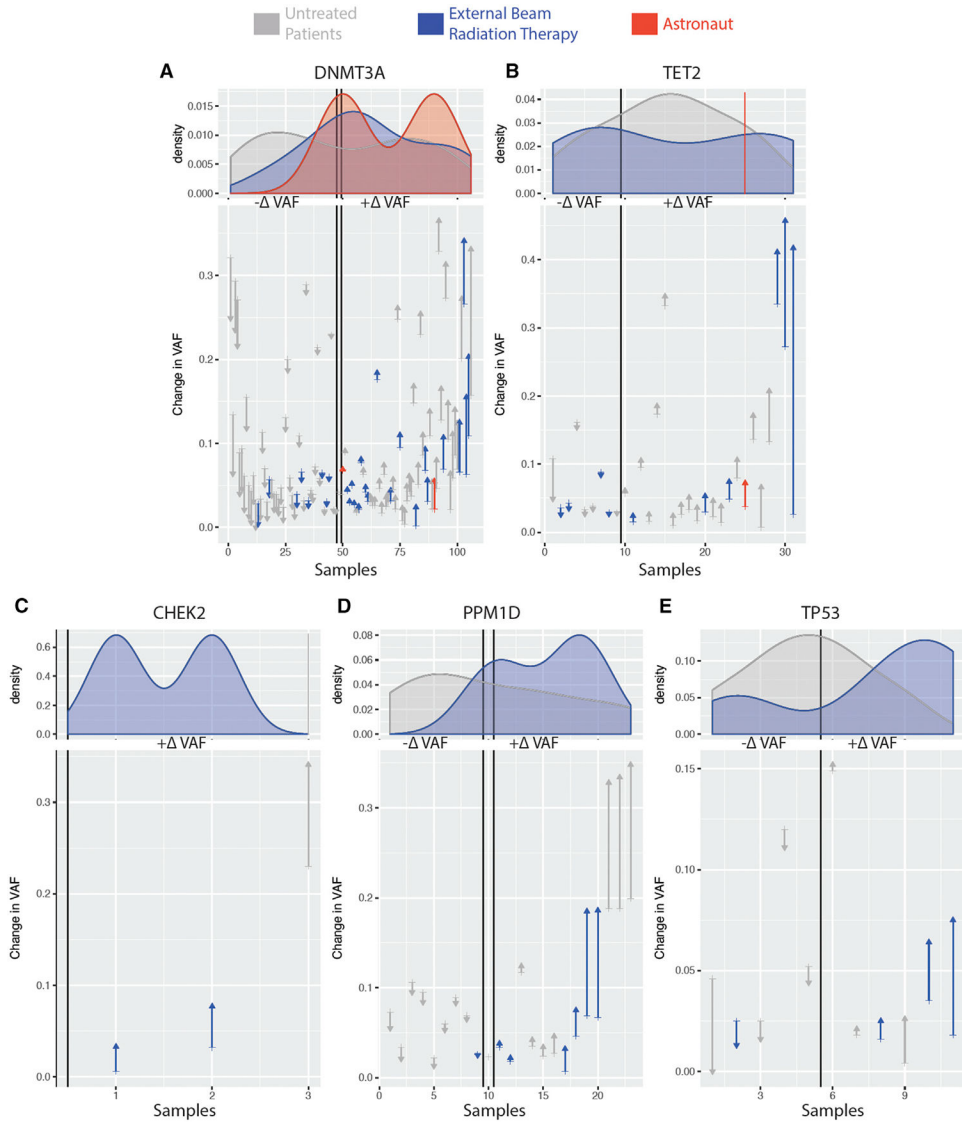 Untreated
Patients
External Beam
Radiation Therapy
Astronaut
A
DNMT3A
density
0.015
0.010
0.005
0.000
-Δ VAF
+Δ VAF
Change in VAF
0.3
0.2
0.1
0.0
0
25
50
75
100
Samples
B
TET2
density
0.04
0.03
0.02
0.01
0.00
-Δ VAF
+Δ VAF
Change in VAF
0.4
0.3
0.2
0.1
0.0
0
10
20
30
Samples
C
CHEK2
density
0.6
0.4
0.2
0.0
+Δ VAF
Change in VAF
0.3
0.2
0.1
0.0
1
2
3
Samples
D
PPM1D
density
0.08
0.06
0.04
0.02
0.00
-Δ VAF
+Δ VAF
Change in VAF
0.3
0.2
0.1
0.0
0
5
10
15
20
Samples
E
TP53
density
0.10
0.05
0.00
-Δ VAF
+Δ VAF
Change in VAF
0.15
0.10
0.05
0.00
3
6
9
Samples